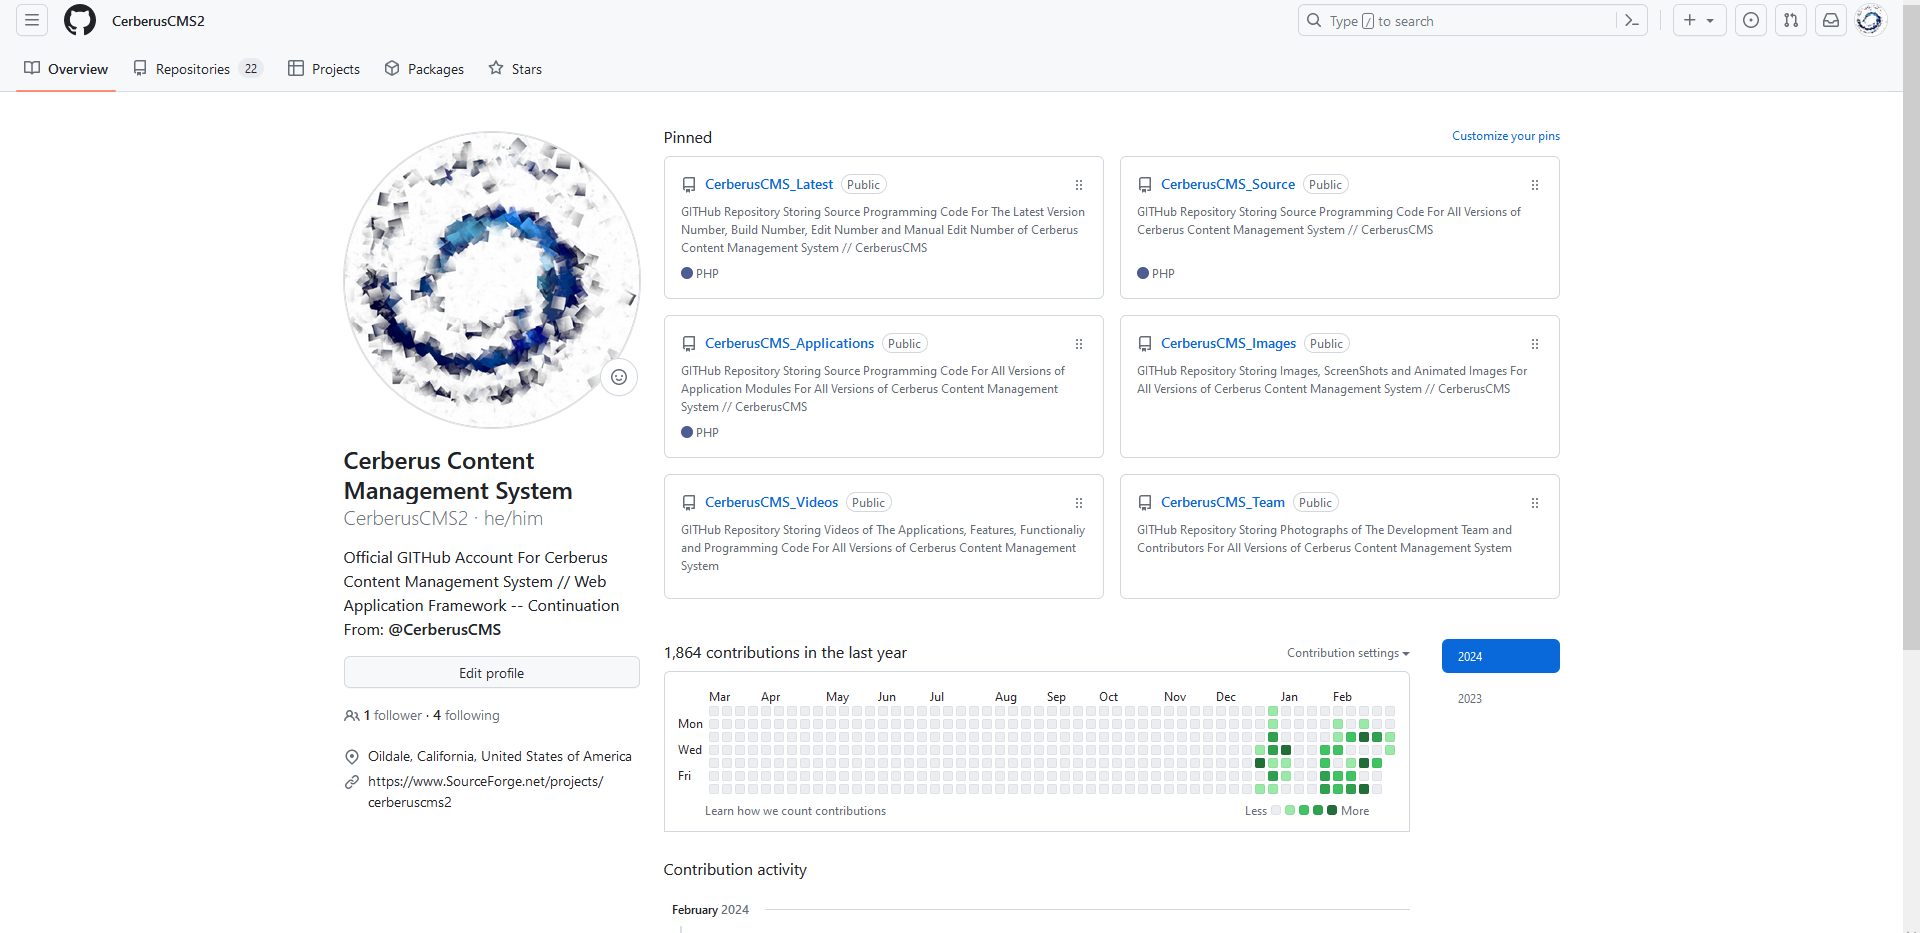 CerberusCMS2
Type / to search
Overview
Repositories 22
Projects
Packages
Stars
Cerberus Content
Management System
CerberusCMS2 · he/him
Official GITHub Account For Cerberus
Content Management System // Web
Application Framework -- Continuation
From: @CerberusCMS
Edit profile
1 follower · 4 following
Oildale, California, United States of America
https://www.SourceForge.net/projects/
cerberuscms2
Pinned
Customize your pins
CerberusCMS_Latest Public
GITHub Repository Storing Source Programming Code For The Latest Version
Number, Build Number, Edit Number and Manual Edit Number of Cerberus
Content Management System // CerberusCMS
PHP
CerberusCMS_Source Public
GITHub Repository Storing Source Programming Code For All Versions of
Cerberus Content Management System // CerberusCMS
PHP
CerberusCMS_Applications Public
GITHub Repository Storing Source Programming Code For All Versions of
Application Modules For All Versions of Cerberus Content Management
System // CerberusCMS
PHP
CerberusCMS_Images Public
GITHub Repository Storing Images, ScreenShots and Animated Images For
All Versions of Cerberus Content Management System // CerberusCMS
CerberusCMS_Videos Public
GITHub Repository Storing Videos of The Applications, Features, Functionaliy
and Programming Code For All Versions of Cerberus Content Management
System
CerberusCMS_Team Public
GITHub Repository Storing Photographs of The Development Team and
Contributors For All Versions of Cerberus Content Management System
1,864 contributions in the last year
Contribution settings
2024
2023
Mar Apr May Jun Jul Aug Sep Oct Nov Dec Jan Feb
Mon
Wed
Fri
Learn how we count contributions
Less More
Contribution activity
February 2024